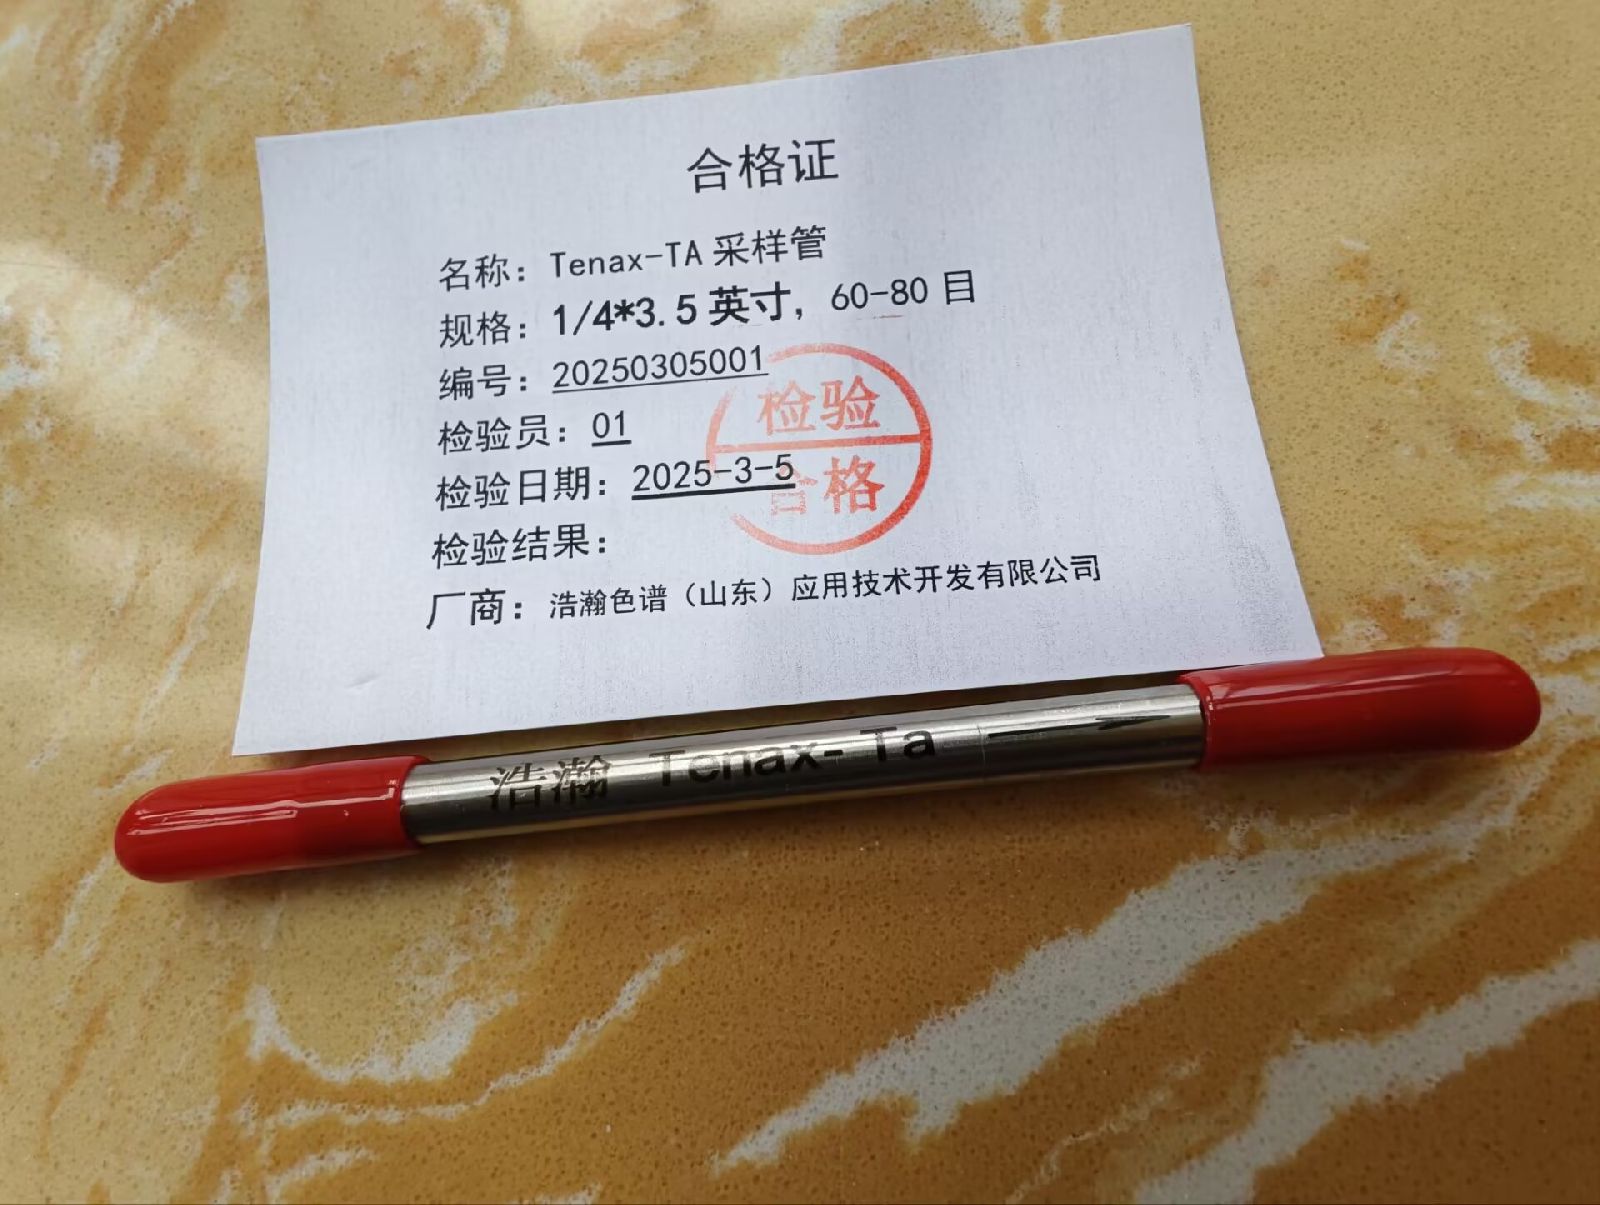 合格证
名称：Tenax-TA 采样管
规格：1/4*3.5 英寸，60-80 目
编号：20250305001
检验员：01
检验日期：2025-3-5
检验结果：
检验
合格
厂商：浩瀚色谱（山东）应用技术开发有限公司
浩瀚 Tenax-Ta